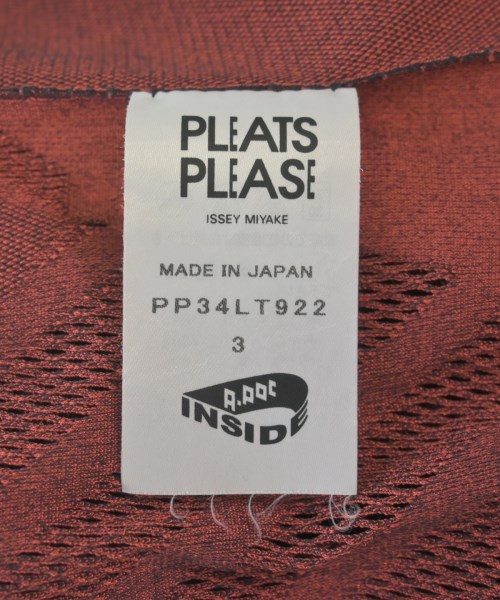 PLEATS
PLEASE
ISSEY MIYAKE
MADE IN JAPAN
PP34LT922
3
A.POC
INSIDE